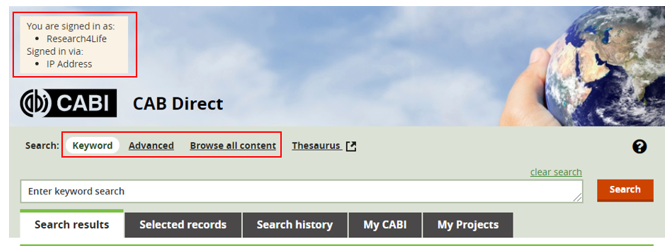 You are signed in as:
• Research4Life
Signed in via:
• IP Address
CABI CAB Direct
Search: Keyword Advanced Browse all content Thesaurus ?
clear search
Enter keyword search Search
Search results Selected records Search history My CABI My Projects